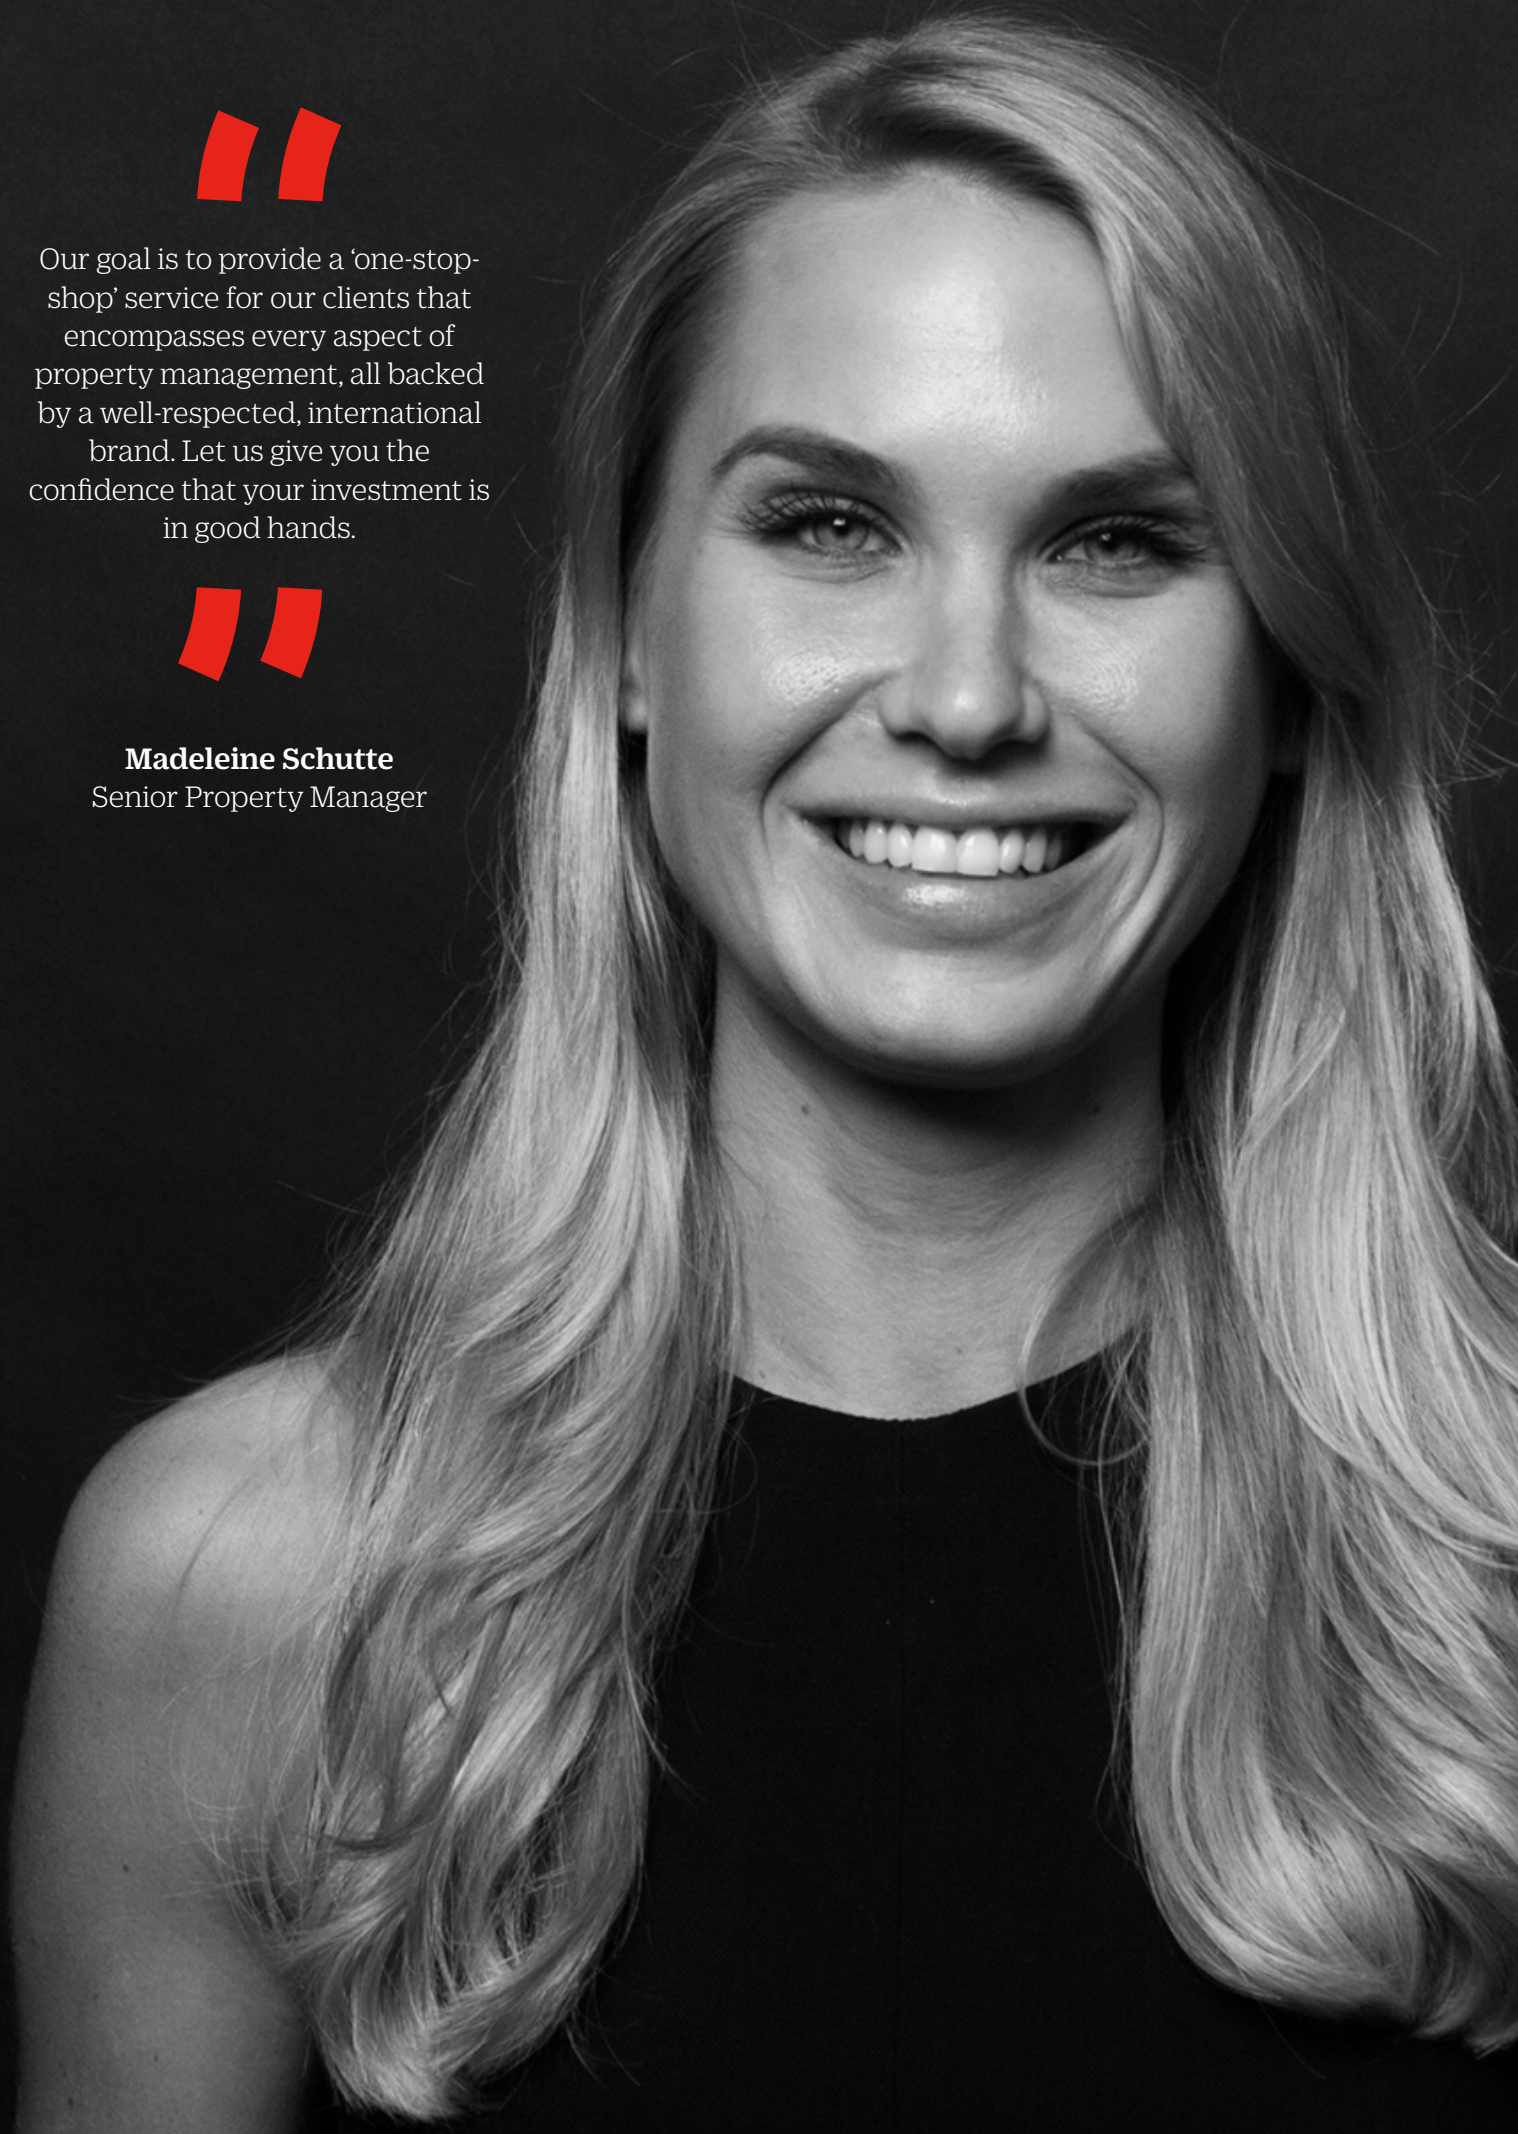 Our goal is to provide a ‘one-stop-
shop’ service for our clients that
encompasses every aspect of
property management, all backed
by a well-respected, international
brand. Let us give you the
confidence that your investment is
in good hands.
Madeleine Schutte
Senior Property Manager